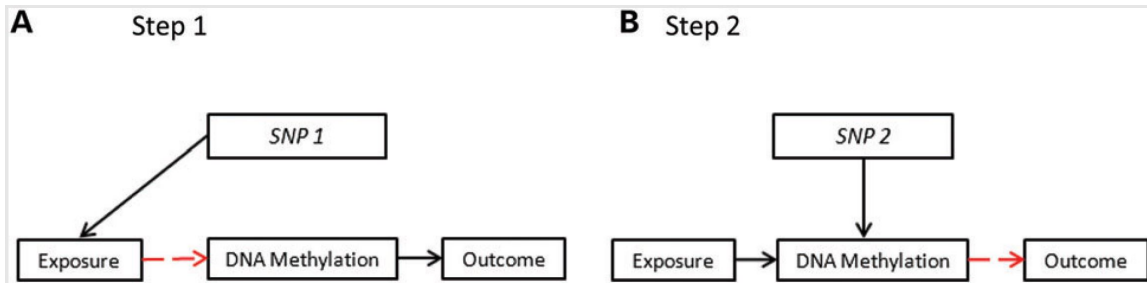 A Step 1
SNP 1
Exposure DNA Methylation Outcome
B Step 2
SNP 2
Exposure DNA Methylation Outcome